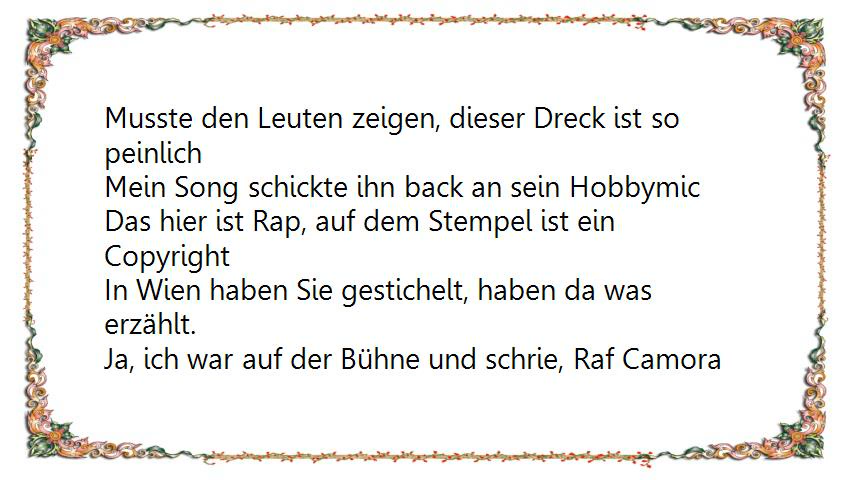 Musste den Leuten zeigen, dieser Dreck ist so
peinlich
Mein Song schickte ihn back an sein Hobbymic
Das hier ist Rap, auf dem Stempel ist ein
Copyright
In Wien haben Sie gestichelt, haben da was
erzählt.
Ja, ich war auf der Bühne und schrie, Raf Camora